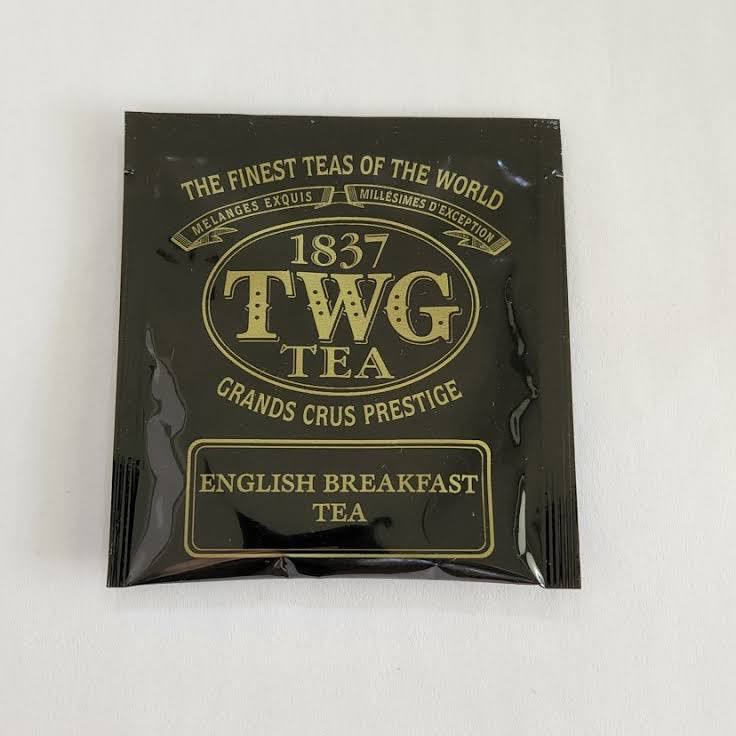 THE FINEST TEAS OF THE WORLD
MELANGES EXQUIS MILLÉSIMES D'EXCEPTION
1837
TWG
TEA
GRANDS CRUS PRESTIGE
ENGLISH BREAKFAST
TEA